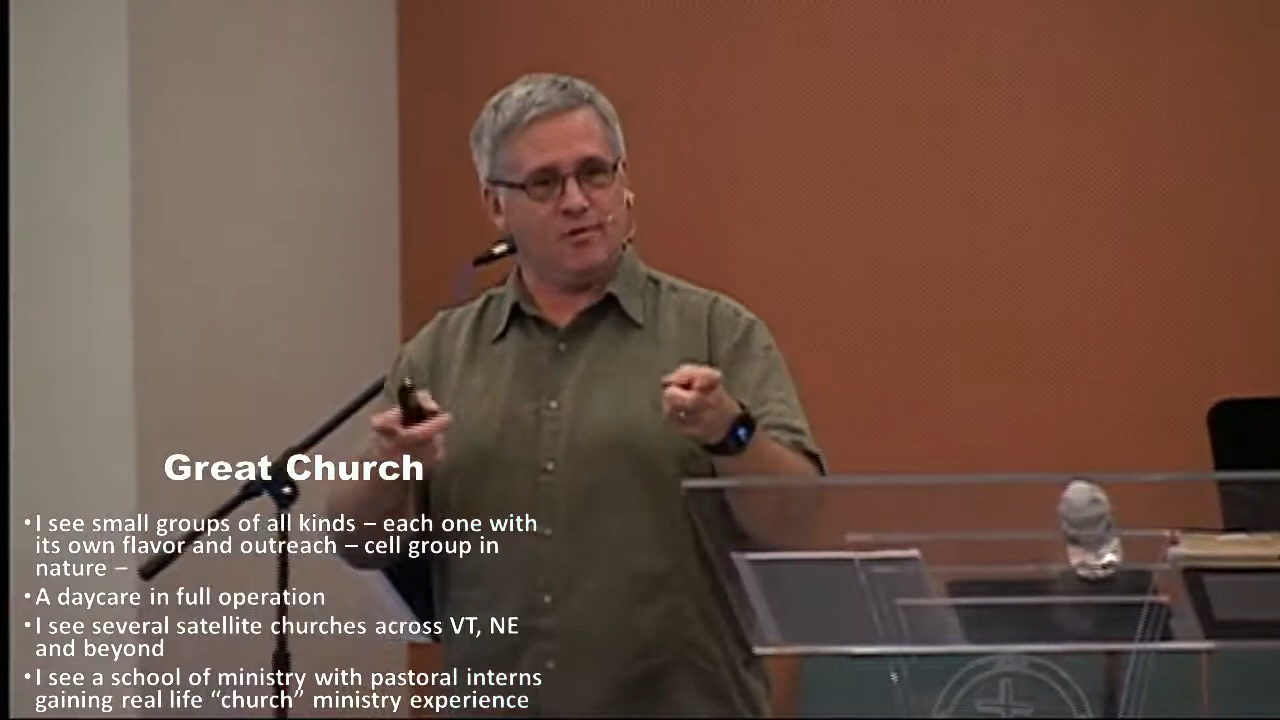 Great Church
•I see small groups of all kinds – each one with
its own flavor and outreach – cell group in
nature –
•A daycare in full operation
•I see several satellite churches across VT, NE
and beyond
•I see a school of ministry with pastoral interns
gaining real life “church” ministry experience